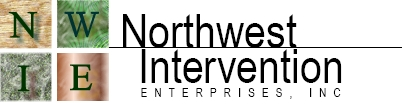 N W
I E
Northwest
Intervention
ENTERPRISES, INC